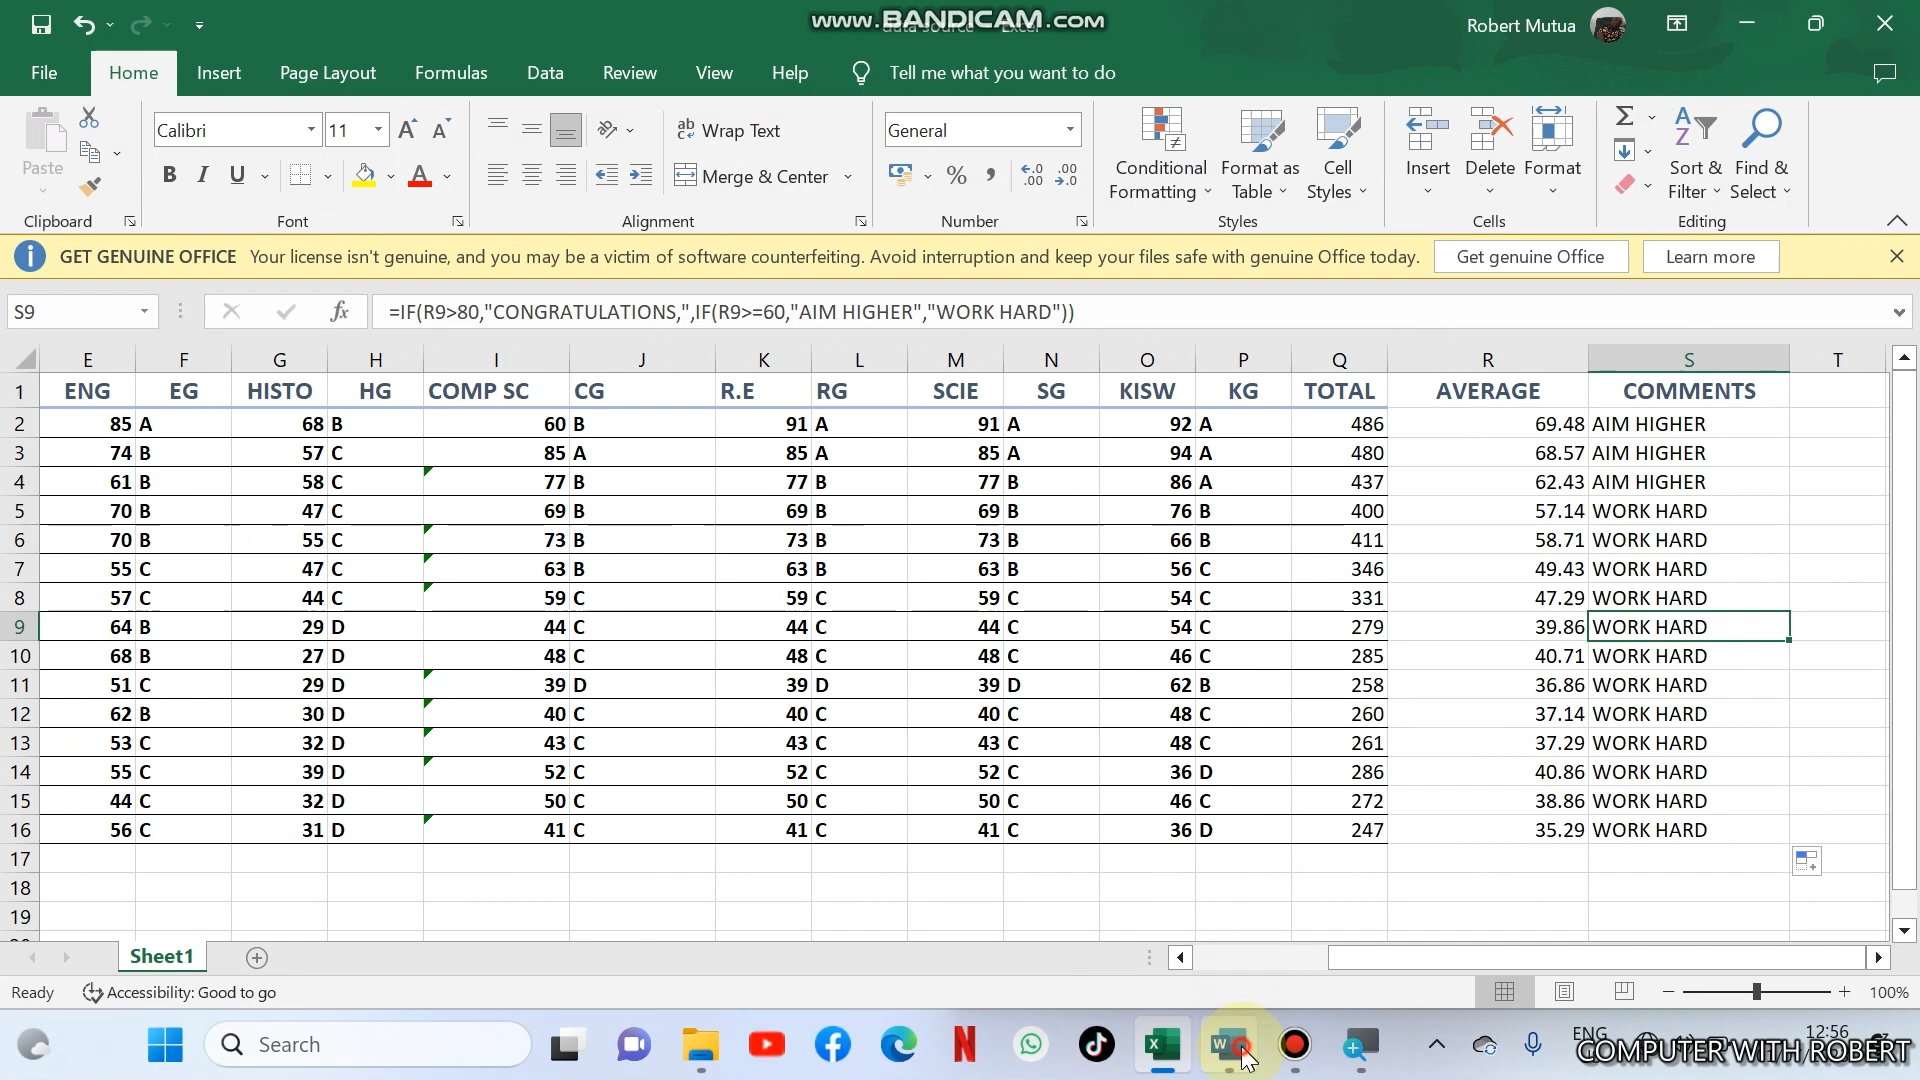 www.BANDICAM.COM
Robert Mutua
File Home Insert Page Layout Formulas Data Review View Help Tell me what you want to do
Calibri 11 Wrap Text General
Paste B I U Merge & Center % , Conditional Formatting Format as Table Cell Styles Insert Delete Format Sort & Filter Find & Select
Clipboard Font Alignment Number Styles Cells Editing
GET GENUINE OFFICE Your license isn't genuine, and you may be a victim of software counterfeiting. Avoid interruption and keep your files safe with genuine Office today. Get genuine Office Learn more
S9 fx =IF(R9>80,"CONGRATULATIONS,",IF(R9>=60,"AIM HIGHER","WORK HARD"))
E F G H I J K L M N O P Q R S T
1 ENG EG HISTO HG COMP SC CG R.E RG SCIE SG KISW KG TOTAL AVERAGE COMMENTS
2 85 A 68 B 60 B 91 A 91 A 92 A 486 69.48 AIM HIGHER
3 74 B 57 C 85 A 85 A 85 A 94 A 480 68.57 AIM HIGHER
4 61 B 58 C 77 B 77 B 77 B 86 A 437 62.43 AIM HIGHER
5 70 B 47 C 69 B 69 B 69 B 76 B 400 57.14 WORK HARD
6 70 B 55 C 73 B 73 B 73 B 66 B 411 58.71 WORK HARD
7 55 C 47 C 63 B 63 B 63 B 56 C 346 49.43 WORK HARD
8 57 C 44 C 59 C 59 C 59 C 54 C 331 47.29 WORK HARD
9 64 B 29 D 44 C 44 C 44 C 54 C 279 39.86 WORK HARD
10 68 B 27 D 48 C 48 C 48 C 46 C 285 40.71 WORK HARD
11 51 C 29 D 39 D 39 D 39 D 62 B 258 36.86 WORK HARD
12 62 B 30 D 40 C 40 C 40 C 48 C 260 37.14 WORK HARD
13 53 C 32 D 43 C 43 C 43 C 48 C 261 37.29 WORK HARD
14 55 C 39 D 52 C 52 C 52 C 36 D 286 40.86 WORK HARD
15 44 C 32 D 50 C 50 C 50 C 46 C 272 38.86 WORK HARD
16 56 C 31 D 41 C 41 C 41 C 36 D 247 35.29 WORK HARD
17
18
19
Sheet1
Ready Accessibility: Good to go 100%
Search ENG 12:56
COMPUTER WITH ROBERT